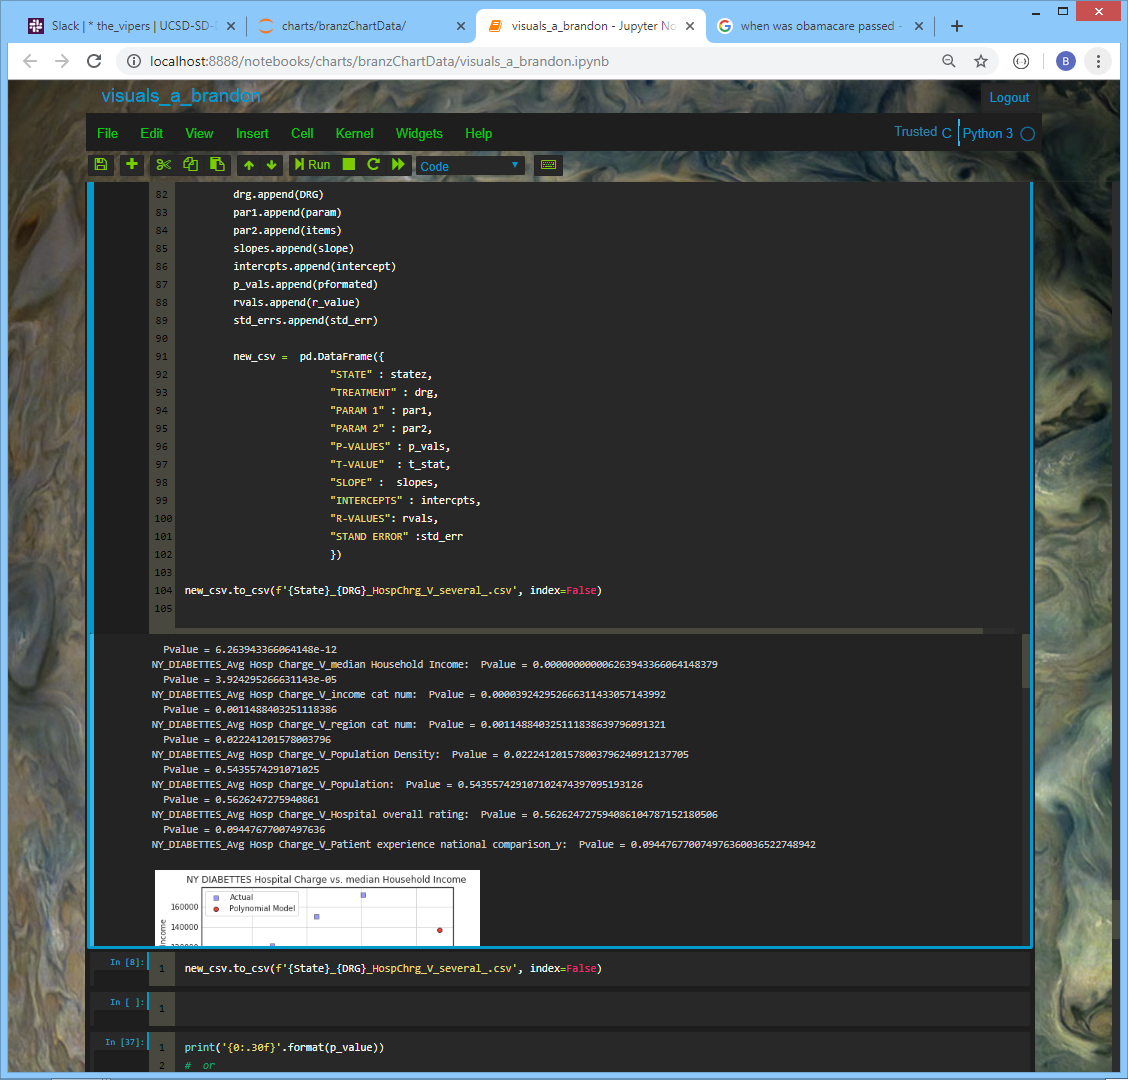 Slack | * the_vipers | UCSD-SD-
charts/branzChartData/
visuals_a_brandon - Jupyter No
when was obamacare passed -
localhost:8888/notebooks/charts/branzChartData/visuals_a_brandon.ipynb
B
visuals_a_brandon
Logout
File Edit View Insert Cell Kernel Widgets Help
Trusted C Python 3
Run Code
82 drg.append(DRG)
83 par1.append(param)
84 par2.append(items)
85 slopes.append(slope)
86 intercpts.append(intercept)
87 p_vals.append(pformated)
88 rvals.append(r_value)
89 std_errs.append(std_err)
90
91 new_csv =  pd.DataFrame({
92 "STATE" : statez,
93 "TREATMENT" : drg,
94 "PARAM 1" : par1,
95 "PARAM 2" : par2,
96 "P-VALUES" : p_vals,
97 "T-VALUE"  : t_stat,
98 "SLOPE" :  slopes,
99 "INTERCEPTS" : intercpts,
100 "R-VALUES": rvals,
101 "STAND ERROR" :std_err
102 })
103
104 new_csv.to_csv(f'{State}_{DRG}_HospChrg_V_several_.csv', index=False)
105
Pvalue = 6.263943366064148e-12
NY_DIABETTES_Avg Hosp Charge_V_median Household Income:  Pvalue = 0.000000000006263943366064148379
Pvalue = 3.924295266631143e-05
NY_DIABETTES_Avg Hosp Charge_V_income cat num:  Pvalue = 0.000039242952666311433057143992
Pvalue = 0.0011488403251118386
NY_DIABETTES_Avg Hosp Charge_V_region cat num:  Pvalue = 0.001148840325111838639796091321
Pvalue = 0.022241201578003796
NY_DIABETTES_Avg Hosp Charge_V_Population Density:  Pvalue = 0.022241201578003796240912137705
Pvalue = 0.5435574291071025
NY_DIABETTES_Avg Hosp Charge_V_Population:  Pvalue = 0.543557429107102474397095193126
Pvalue = 0.5626247275940861
NY_DIABETTES_Avg Hosp Charge_V_Hospital overall rating:  Pvalue = 0.562624727594086104787152180506
Pvalue = 0.09447677007497636
NY_DIABETTES_Avg Hosp Charge_V_Patient experience national comparison_y:  Pvalue = 0.094476770074976360036522748942
NY DIABETTES Hospital Charge vs. median Household Income
Actual
Polynomial Model
160000
140000
In [8]: 1 new_csv.to_csv(f'{State}_{DRG}_HospChrg_V_several_.csv', index=False)
In [ ]: 1
In [37]: 1 print('{0:.30f}'.format(p_value))
2 #  or